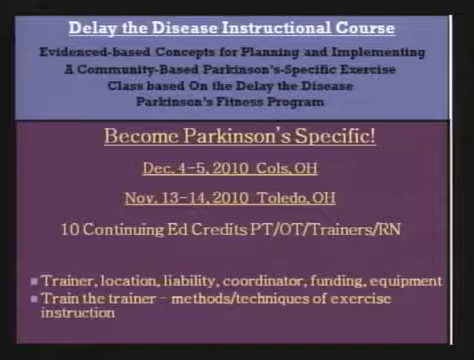 Delay the Disease Instructional Course
Evidenced-based Concepts for Planning and Implementing
A Community-Based Parkinson's-Specific Exercise
Class based On the Delay the Disease
Parkinson's Fitness Program
Become Parkinson's Specific!
Dec. 4-5, 2010 Cols, OH
Nov. 13-14, 2010 Toledo, OH
10 Continuing Ed Credits PT/OT/Trainers/RN
Trainer, location, liability, coordinator, funding, equipment
Train the trainer - methods/techniques of exercise
instruction